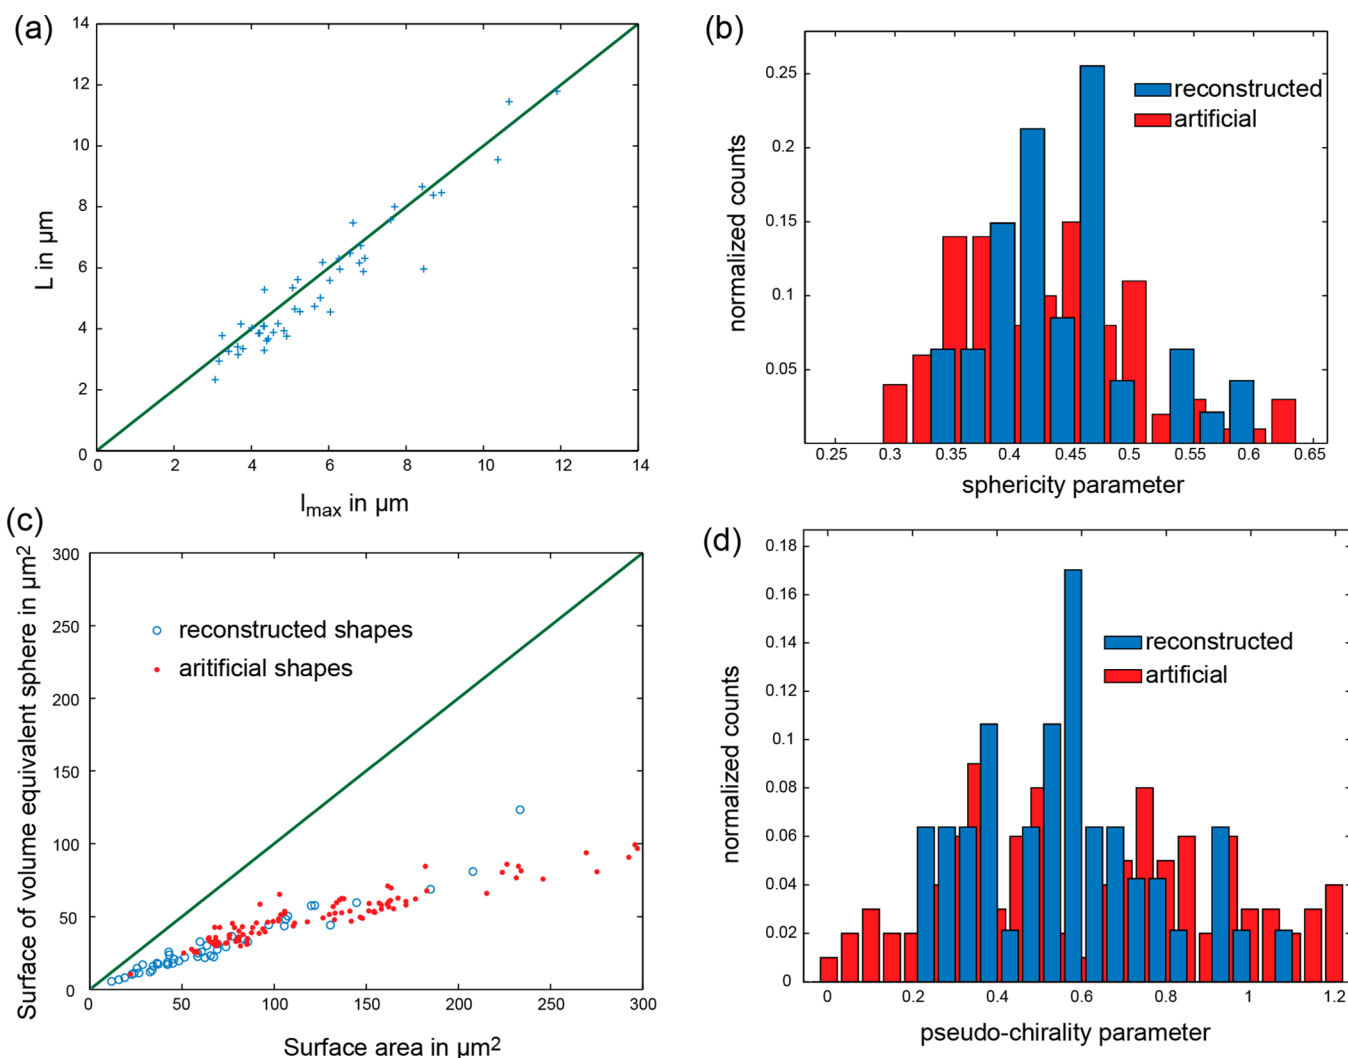 (a)
14
12
10
8
6
4
2
0
L in µm
0 2 4 6 8 10 12 14
lmax in µm
(b)
0.25
0.2
0.15
0.1
0.05
normalized counts
reconstructed
artificial
0.25 0.3 0.35 0.4 0.45 0.5 0.55 0.6 0.65
sphericity parameter
(c)
300
250
200
150
100
50
0
Surface of volume equivalent sphere in µm2
reconstructed shapes
aritificial shapes
0 50 100 150 200 250 300
Surface area in µm2
(d)
0.18
0.16
0.14
0.12
0.1
0.08
0.06
0.04
0.02
0
normalized counts
reconstructed
artificial
0 0.2 0.4 0.6 0.8 1 1.2
pseudo-chirality parameter